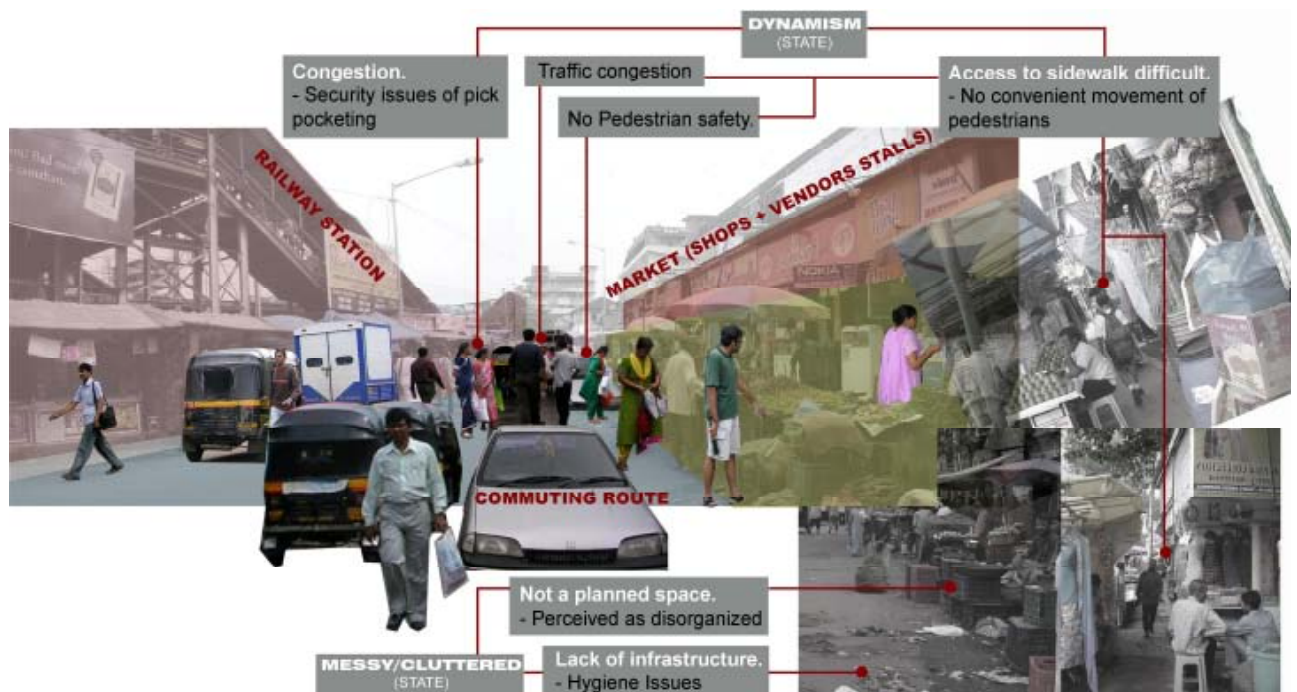 DYNAMISM
(STATE)
Congestion.
- Security issues of pick
pocketing
Traffic congestion
No Pedestrian safety.
Access to sidewalk difficult.
- No convenient movement of
pedestrians
RAILWAY STATION
MARKET (SHOPS + VENDORS STALLS)
NOKIA
COMMUTING ROUTE
Not a planned space.
- Perceived as disorganized
MESSY/CLUTTERED
(STATE)
Lack of infrastructure.
- Hygiene Issues